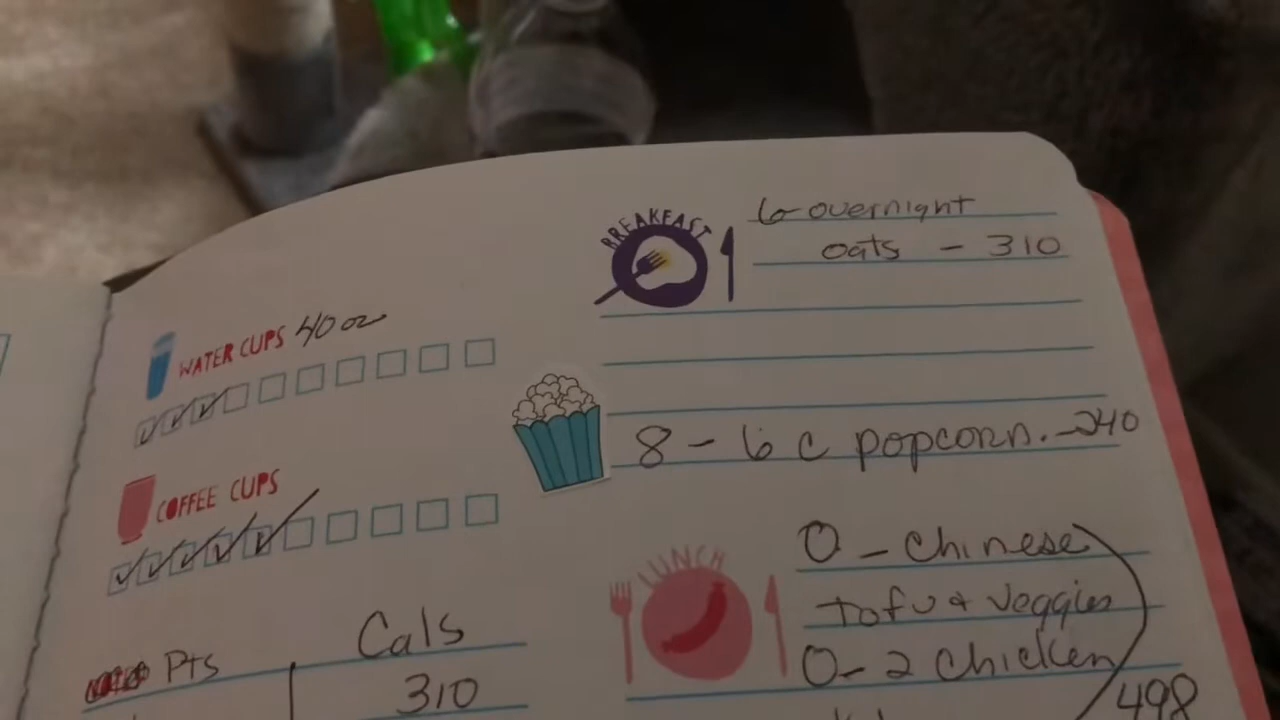 BREAKFAST
6-overnight
oats - 310
WATER CUPS 40 oz
8 - 6 c popcorn. - 240
COFFEE CUPS
LUNCH
0 - Chinese
Tofu & Veggies
0 - 2 Chicken
498
Pts
Cals
310